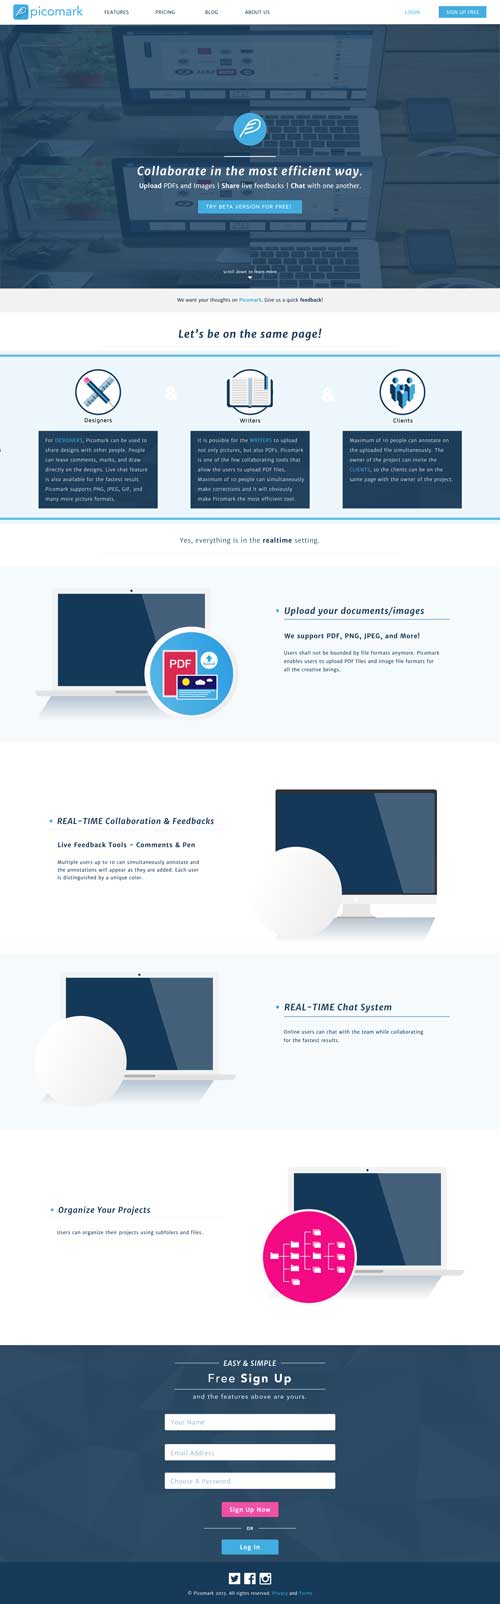 picomark FEATURES PRICING BLOG ABOUT US LOGIN SIGN UP FREE
Collaborate in the most efficient way.
Upload PDFs and Images | Share live feedbacks | Chat with one another.
TRY BETA VERSION FOR FREE!
Scroll down to learn more
We want your thoughts on Picomark. Give us a quick feedback!
Let's be on the same page!
& &
Designers
For DESIGNERS, Picomark can be used to
share designs with other people. People
can leave comments, marks, and draw
directly on the designs. Live chat feature
is also available for the fastest result.
Picomark supports PNG, JPEG, GIF, and
many more picture formats.
Writers
It is possible for the WRITERS to upload
not only pictures, but also PDFs. Picomark
is one of the few collaborating tools that
allow the users to upload PDF files.
Maximum of 10 people can simultaneously
make corrections and it will obviously
make Picomark the most efficient tool.
Clients
Maximum of 10 people can annotate on
the uploaded file simultaneously. The
owner of the project can invite the
CLIENTS, so the clients can be on the
same page with the owner of the project.
Yes, everything is in the realtime setting.
PDF
Upload your documents/images
We support PDF, PNG, JPEG, and More!
Users shall not be bounded by file formats anymore. Picomark
enables users to upload PDF files and image file formats for
all the creative beings.
REAL-TIME Collaboration & Feedbacks
Live Feedback Tools - Comments & Pen
Multiple users up to 10 can simultaneously annotate and
the annotations will appear as they are added. Each user
is distinguished by a unique color.
REAL-TIME Chat System
Online users can chat with the team while collaborating
for the fastest results.
Organize Your Projects
Users can organize their projects using subfolers and files.
EASY & SIMPLE
Free Sign Up
and the features above are yours.
Your Name
Email Address
Choose A Password
Sign Up Now
OR
Log In
© Picomark 2015. All rights reserved. Privacy and Terms